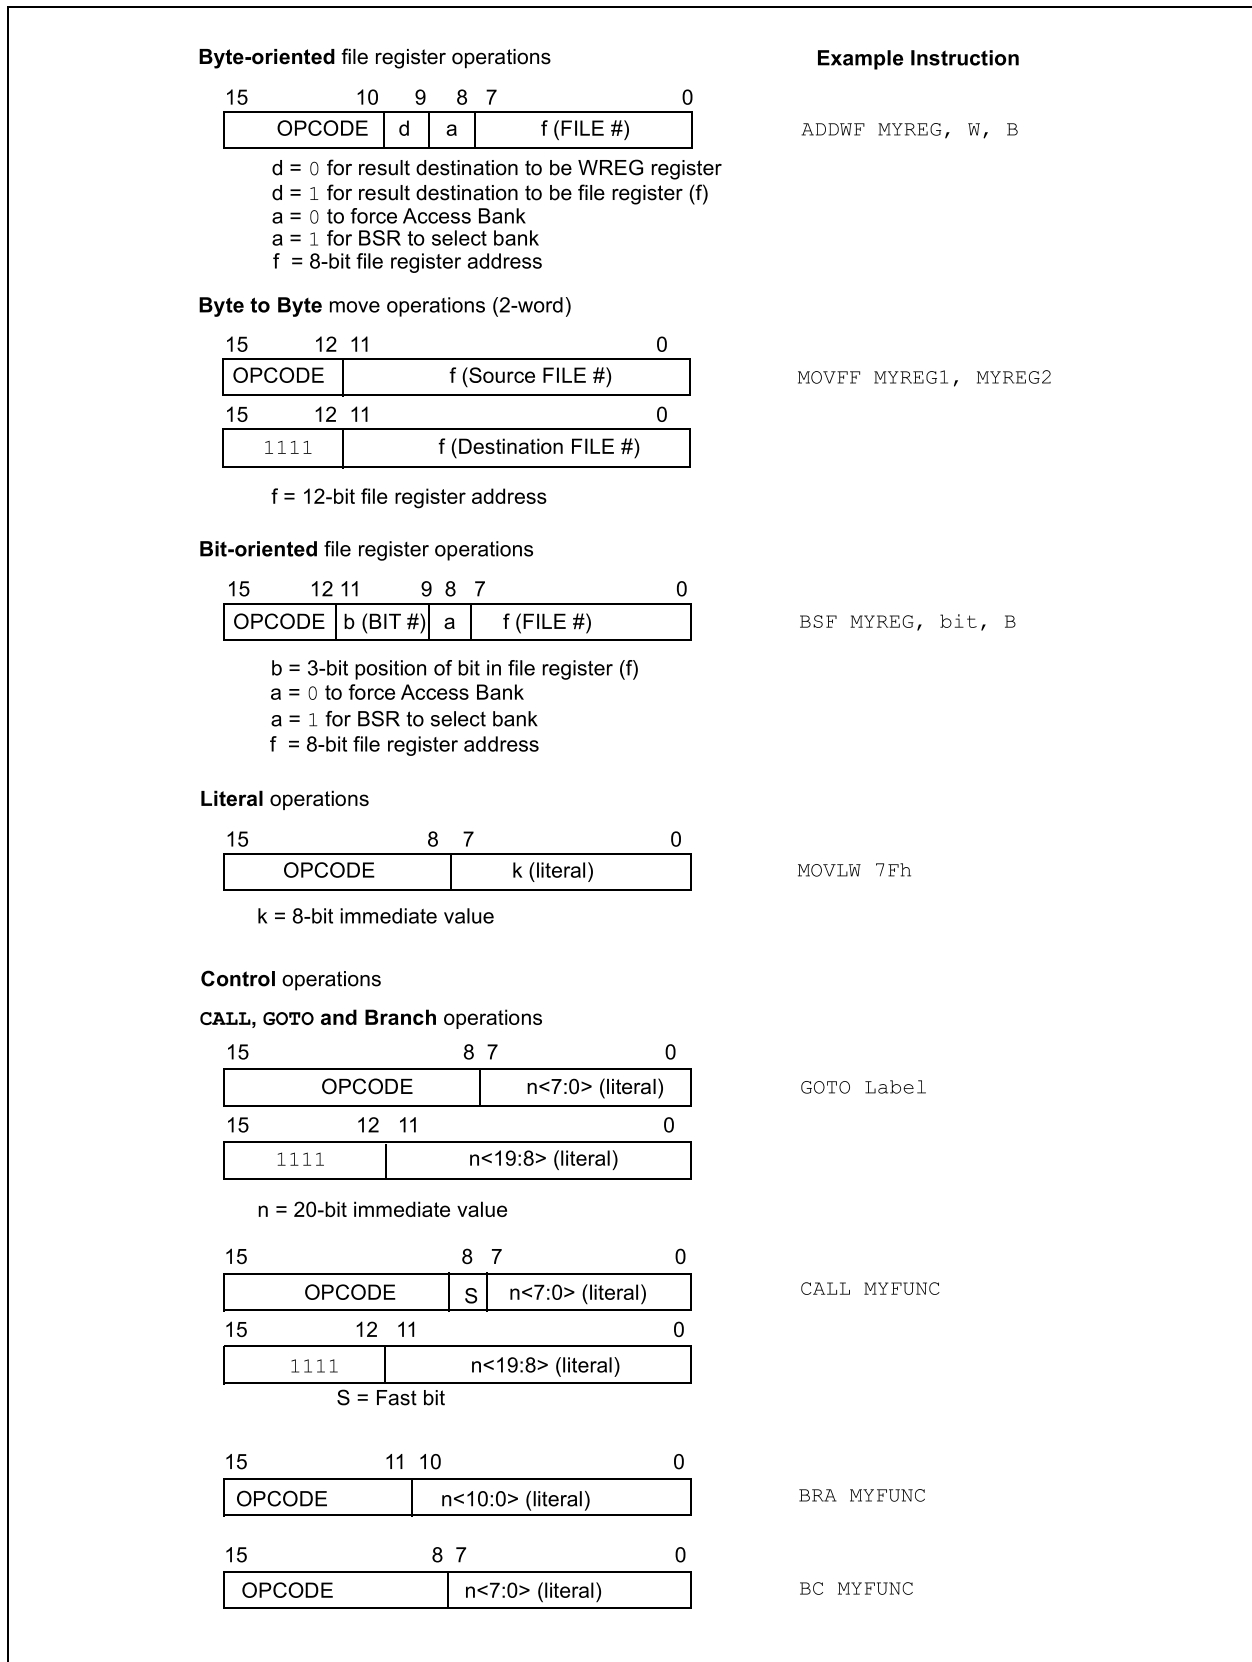 Byte-oriented file register operations
Example Instruction
15 10 9 8 7 0
OPCODE d a f (FILE #)
ADDWF MYREG, W, B
d = 0 for result destination to be WREG register
d = 1 for result destination to be file register (f)
a = 0 to force Access Bank
a = 1 for BSR to select bank
f = 8-bit file register address
Byte to Byte move operations (2-word)
15 12 11 0
OPCODE f (Source FILE #)
MOVFF MYREG1, MYREG2
15 12 11 0
1111 f (Destination FILE #)
f = 12-bit file register address
Bit-oriented file register operations
15 12 11 9 8 7 0
OPCODE b (BIT #) a f (FILE #)
BSF MYREG, bit, B
b = 3-bit position of bit in file register (f)
a = 0 to force Access Bank
a = 1 for BSR to select bank
f = 8-bit file register address
Literal operations
15 8 7 0
OPCODE k (literal)
MOVLW 7Fh
k = 8-bit immediate value
Control operations
CALL, GOTO and Branch operations
15 8 7 0
OPCODE n<7:0> (literal)
GOTO Label
15 12 11 0
1111 n<19:8> (literal)
n = 20-bit immediate value
15 8 7 0
OPCODE S n<7:0> (literal)
CALL MYFUNC
15 12 11 0
1111 n<19:8> (literal)
S = Fast bit
15 11 10 0
OPCODE n<10:0> (literal)
BRA MYFUNC
15 8 7 0
OPCODE n<7:0> (literal)
BC MYFUNC